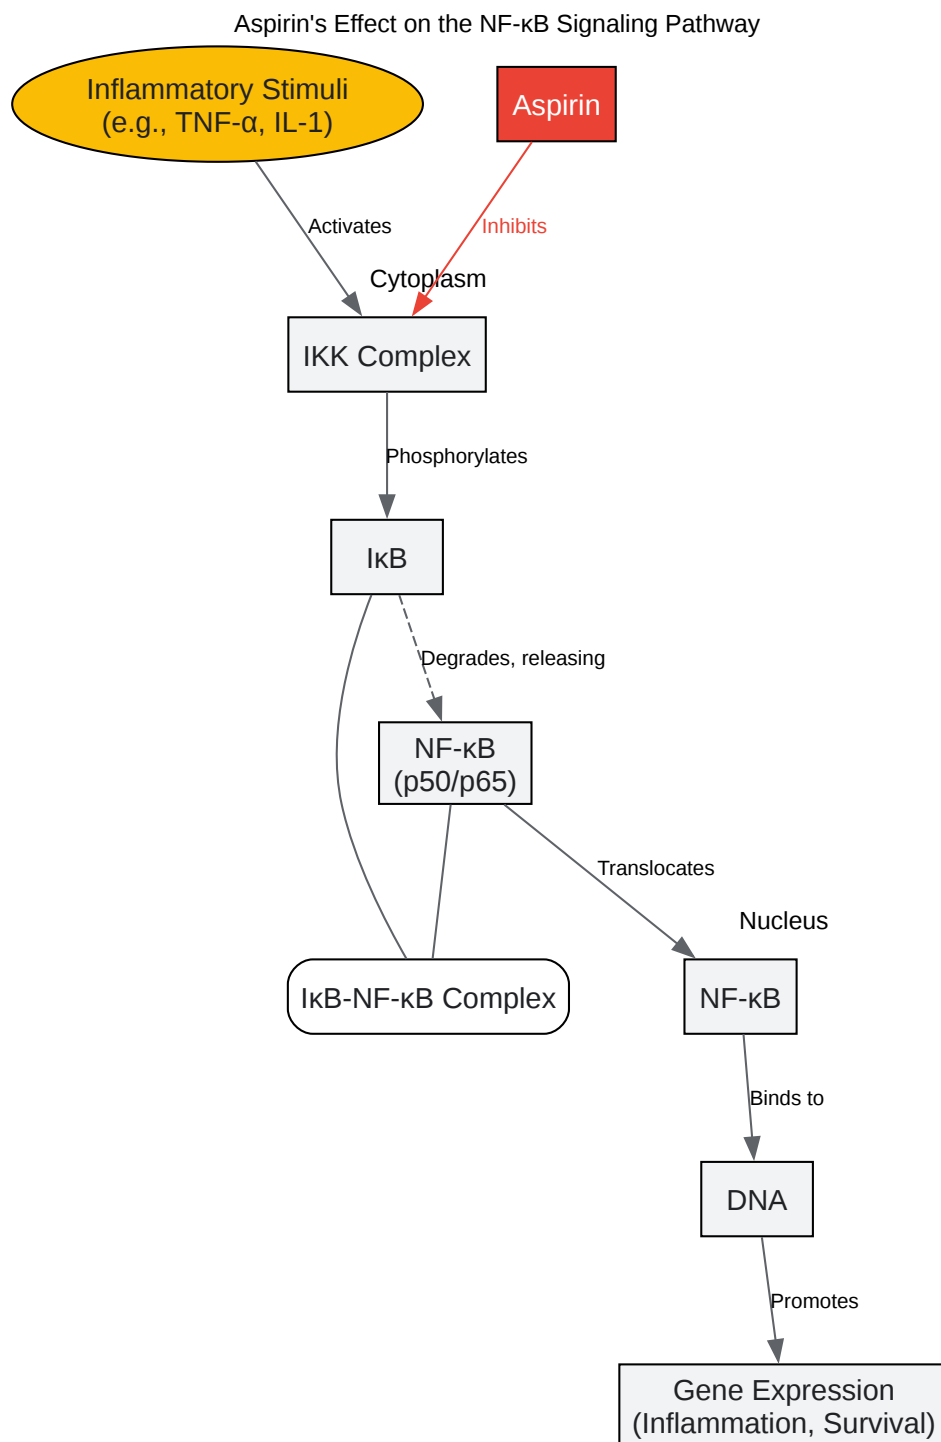 Aspirin's Effect on the NF-κB Signaling Pathway
Inflammatory Stimuli
(e.g., TNF-α, IL-1)
Aspirin
Activates
Inhibits
Cytoplasm
IKK Complex
Phosphorylates
IκB
Degrades, releasing
NF-κB
(p50/p65)
Translocates
Nucleus
IκB-NF-κB Complex
NF-κB
Binds to
DNA
Promotes
Gene Expression
(Inflammation, Survival)